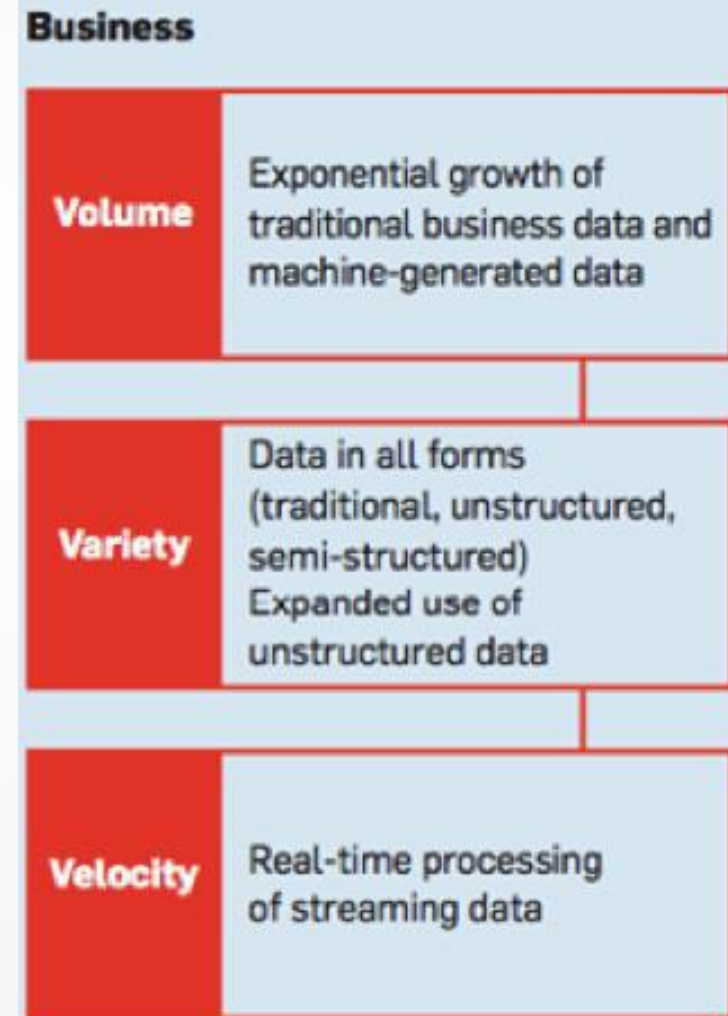 Business
Volume
Exponential growth of
traditional business data and
machine-generated data
Variety
Data in all forms
(traditional, unstructured,
semi-structured)
Expanded use of
unstructured data
Velocity
Real-time processing
of streaming data